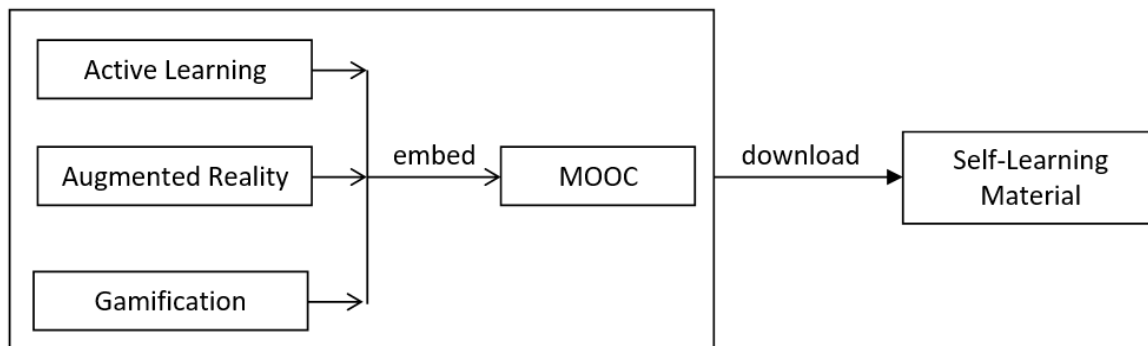 Active Learning
Augmented Reality
Gamification
embed
MOOC
download
Self-Learning
Material